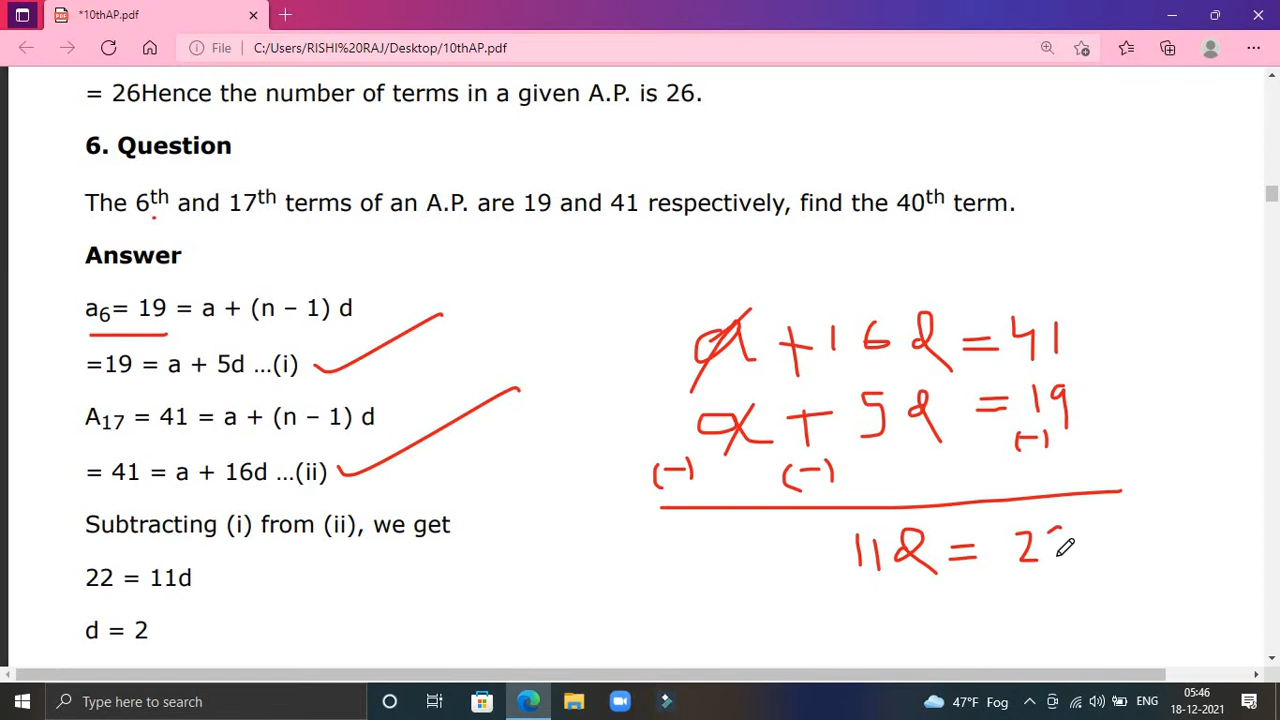 *10thAP.pdf
File C:/Users/RISHI%20RAJ/Desktop/10thAP.pdf
= 26Hence the number of terms in a given A.P. is 26.
6. Question
The 6th and 17th terms of an A.P. are 19 and 41 respectively, find the 40th term.
Answer
a6= 19 = a + (n – 1) d
=19 = a + 5d ...(i)
A17 = 41 = a + (n – 1) d
= 41 = a + 16d ...(ii)
Subtracting (i) from (ii), we get
22 = 11d
d = 2
a + 16d = 41
a + 5d = 19
(-) (-) (-)
11d = 2
Type here to search
47°F Fog
ENG
05:46
18-12-2021